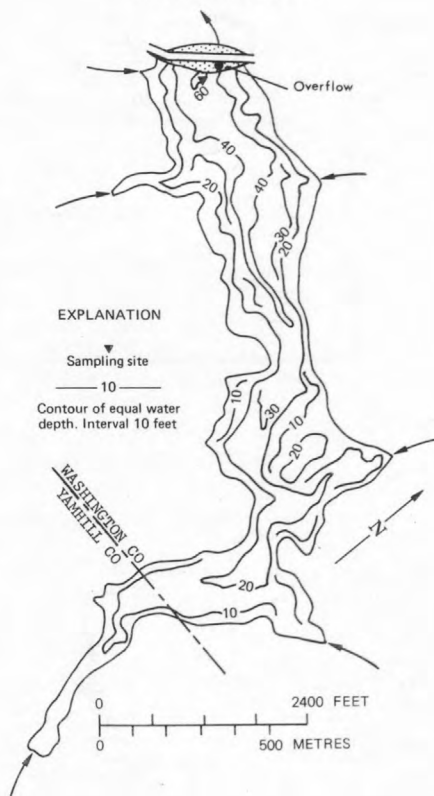 Overflow
60
40
40
20
30
20
EXPLANATION
Sampling site
10
Contour of equal water
depth. Interval 10 feet
10
30
10
20
WASHINGTON CO
YAMHILL CO
N
20
10
0 2400 FEET
0 500 METRES